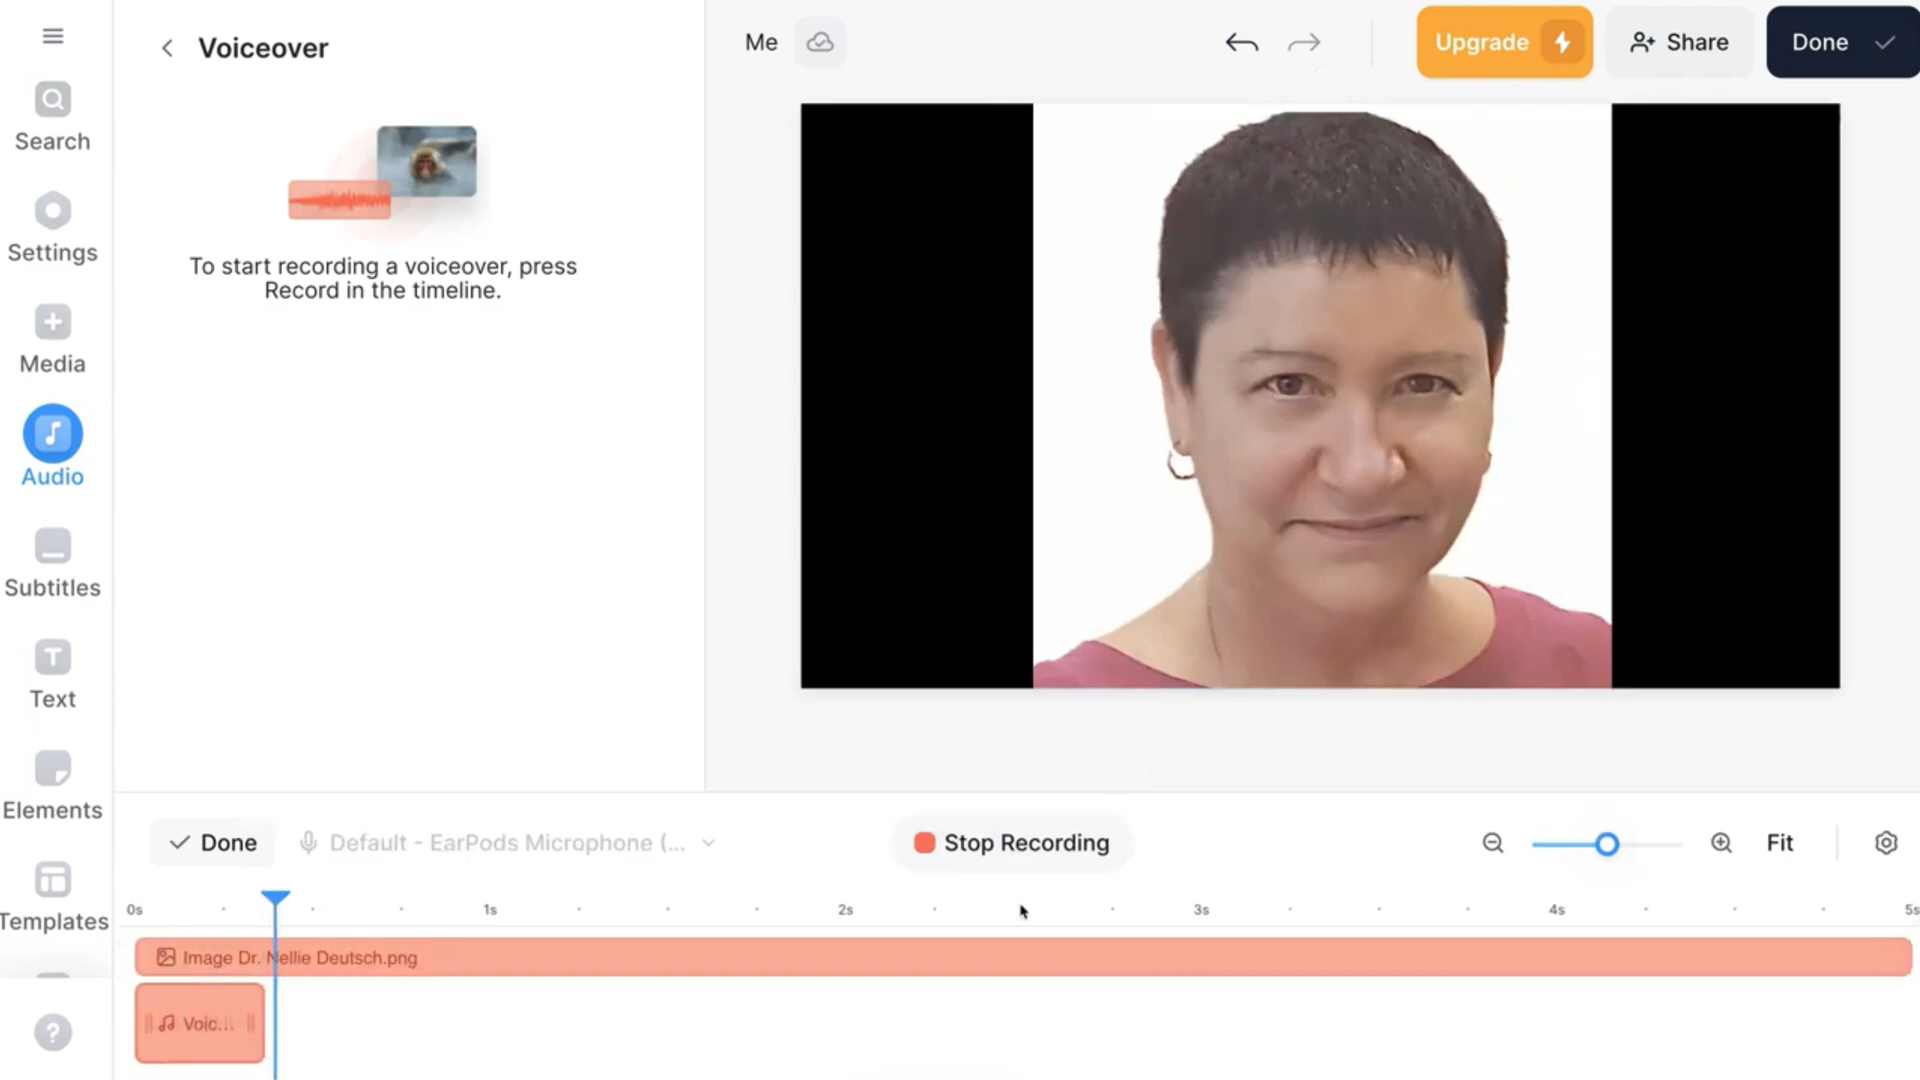 Voiceover
Me
Upgrade
Share
Done
Search
Settings
Media
Audio
Subtitles
Text
Elements
Templates
To start recording a voiceover, press
Record in the timeline.
Done
Default - EarPods Microphone (...
Stop Recording
Fit
0s 1s 2s 3s 4s 5s
Image Dr. Nellie Deutsch.png
Voic...
?